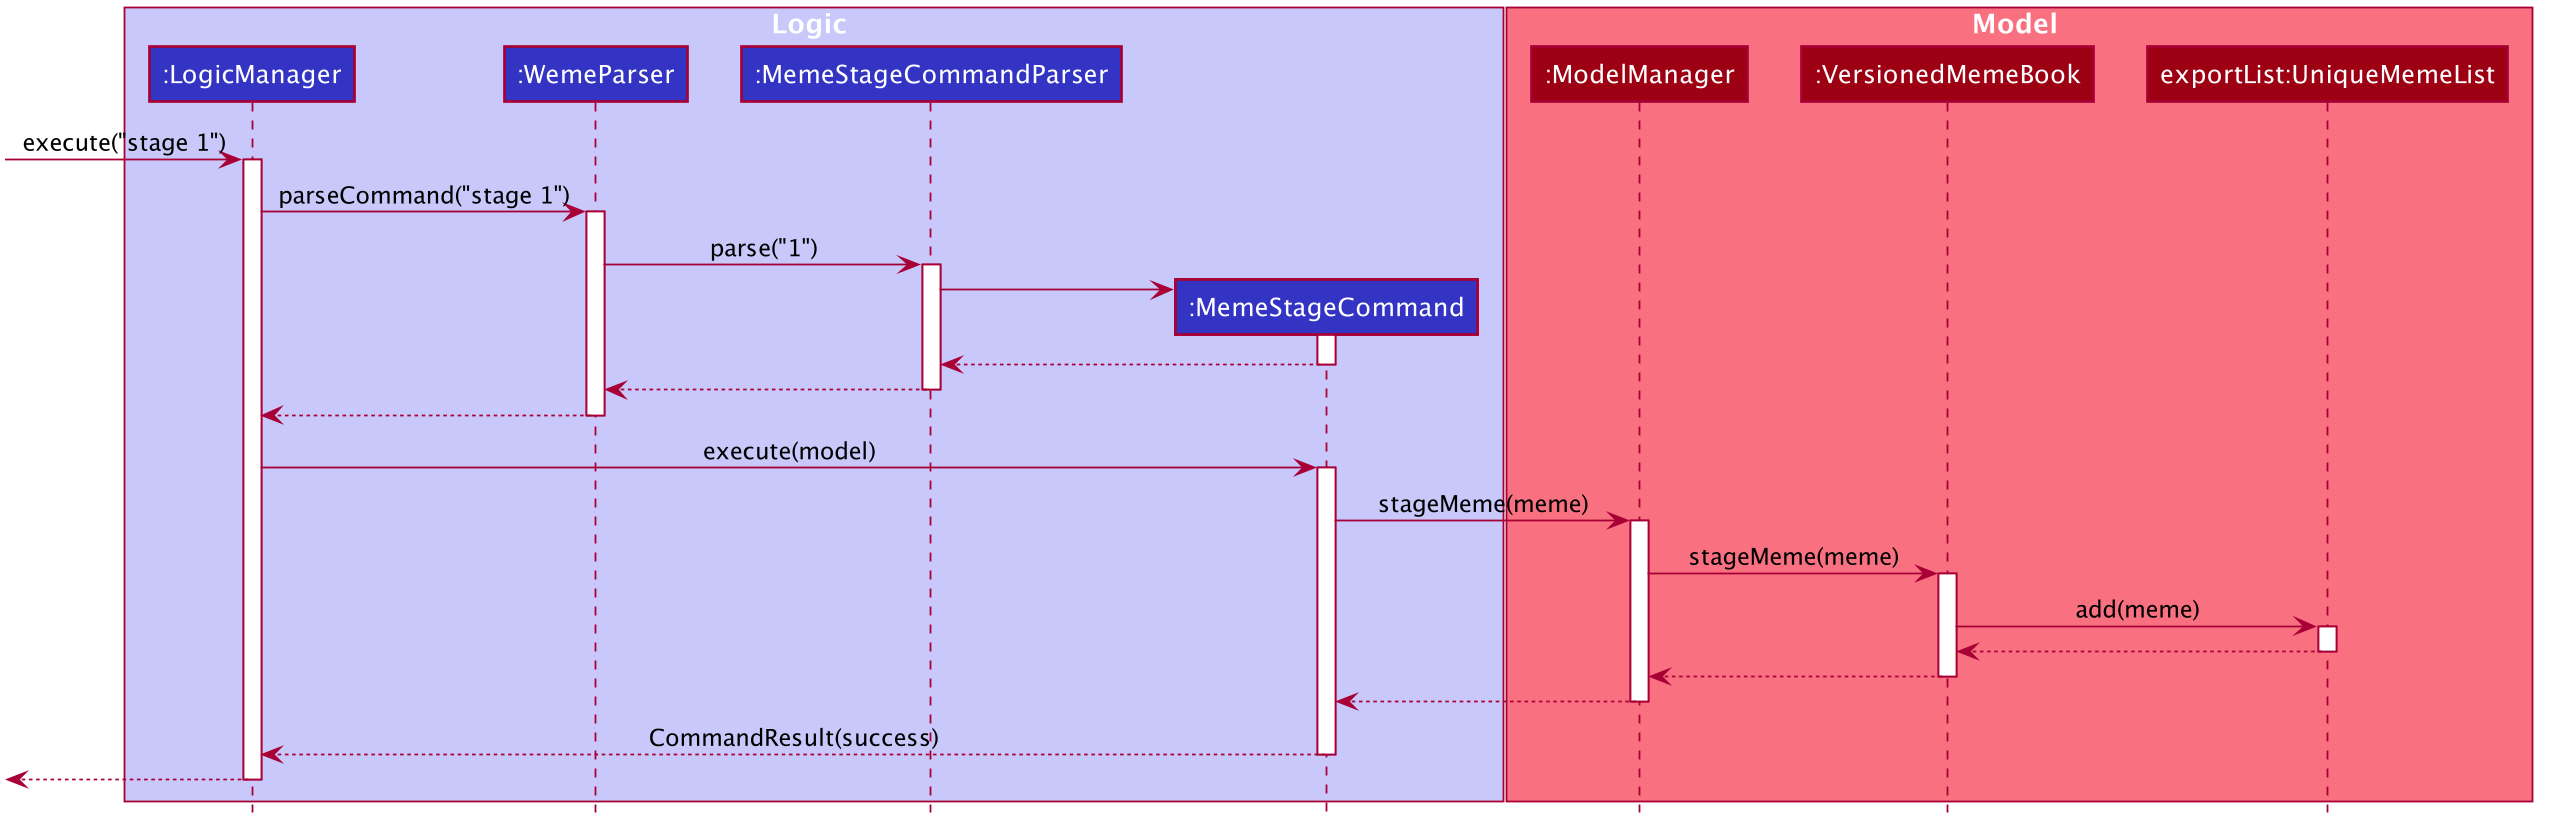 Logic
Model
:LogicManager
:WemeParser
:MemeStageCommandParser
:ModelManager
:VersionedMemeBook
exportList:UniqueMemeList
execute("stage 1")
parseCommand("stage 1")
parse("1")
:MemeStageCommand
execute(model)
stageMeme(meme)
stageMeme(meme)
add(meme)
CommandResult(success)